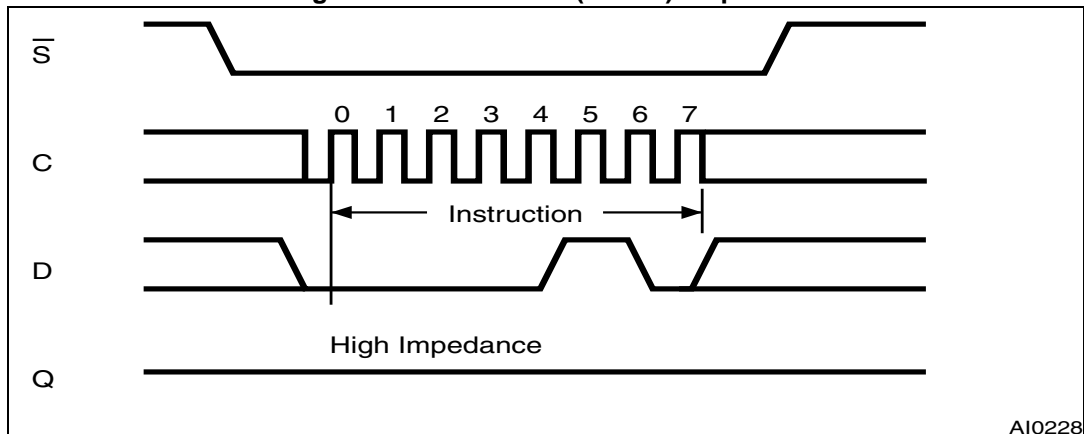 S̅
0 1 2 3 4 5 6 7
C
Instruction
D
High Impedance
Q
AI0228